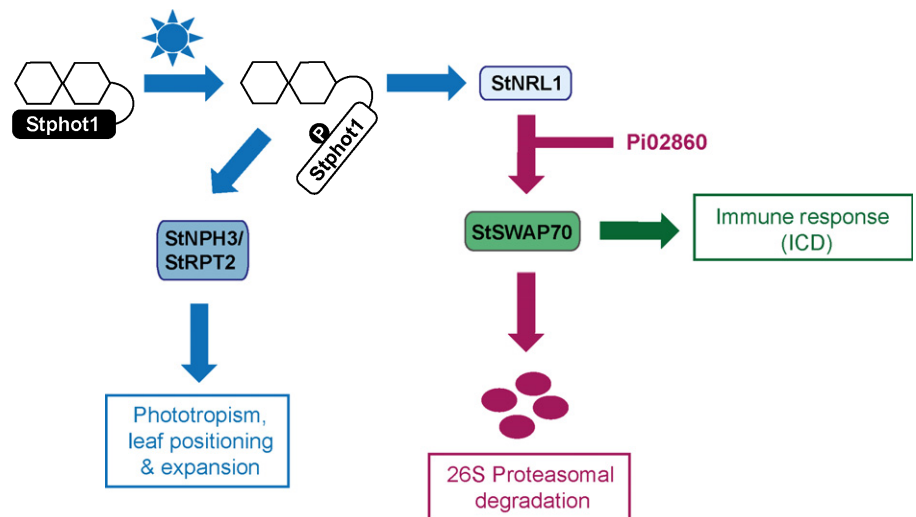 Stphot1
P
Stphot1
StNRL1
Pi02860
StNPH3/
StRPT2
StSWAP70
Immune response
(ICD)
Phototropism,
leaf positioning
& expansion
26S Proteasomal
degradation